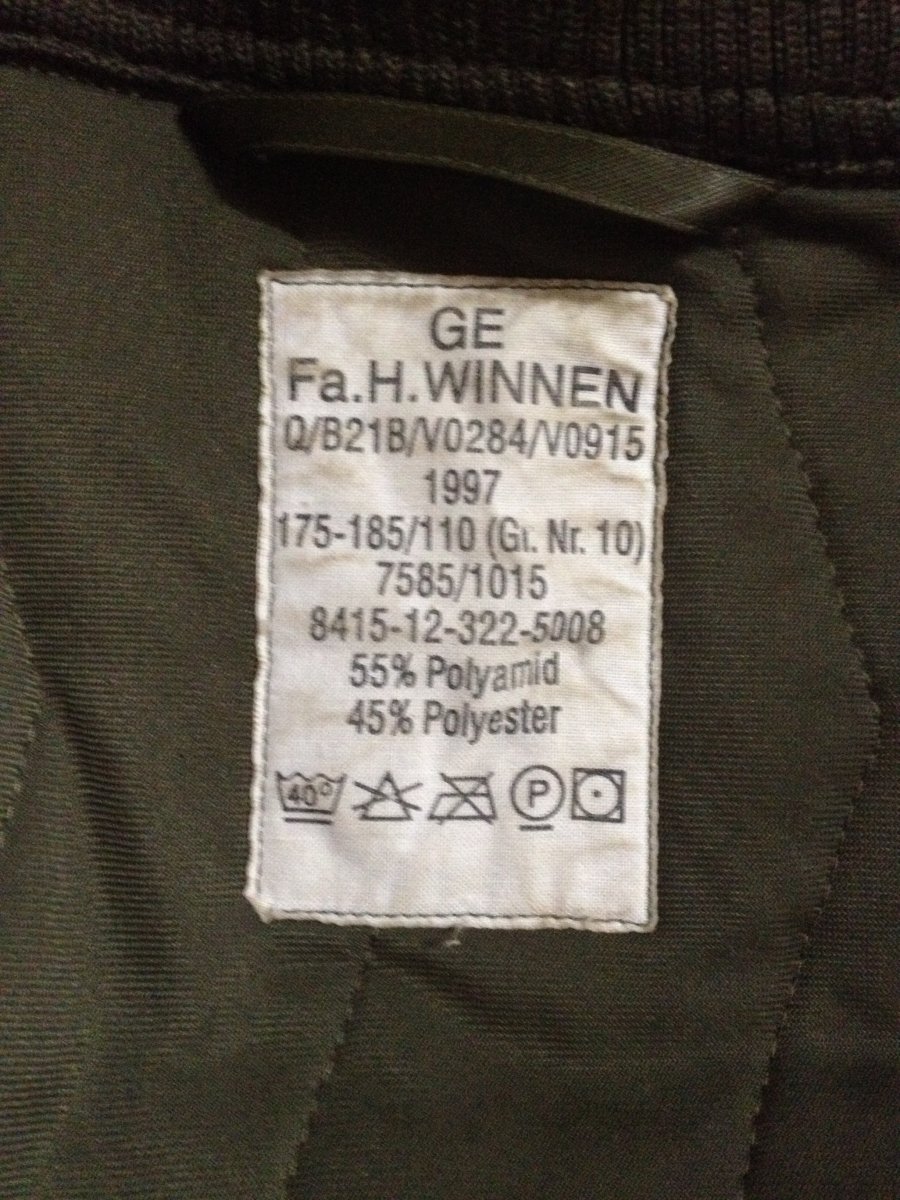 GE
Fa.H.WINNEN
Q/B21B/V0284/V0915
1997
175-185/110 (Gr. Nr. 10)
7585/1015
8415-12-322-5008
55% Polyamid
45% Polyester
40° P